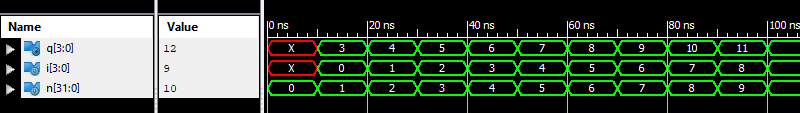 Name Value 0 ns 20 ns 40 ns 60 ns 80 ns 100 ns
q[3:0] 12 X 3 4 5 6 7 8 9 10 11
i[3:0] 9 X 0 1 2 3 4 5 6 7 8
n[31:0] 10 0 1 2 3 4 5 6 7 8 9